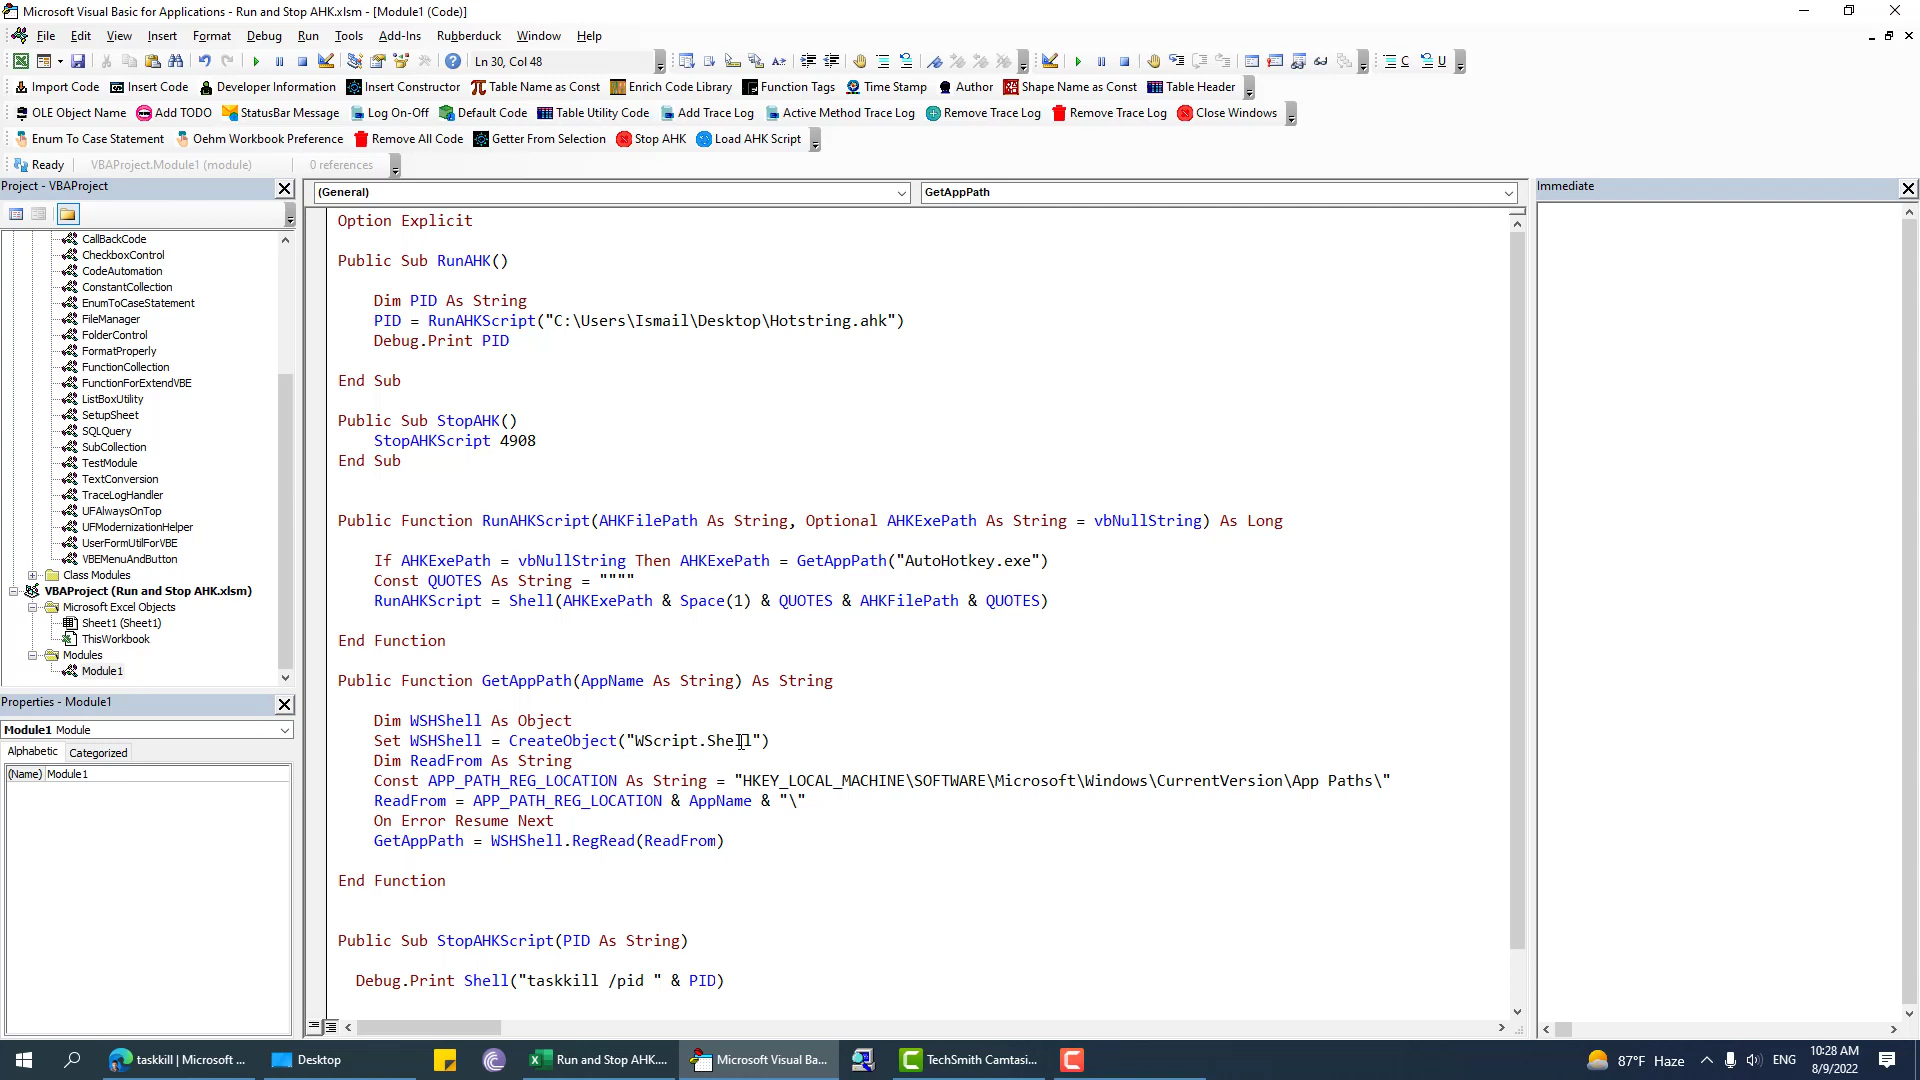 Microsoft Visual Basic for Applications - Run and Stop AHK.xlsm - [Module1 (Code)]
File Edit View Insert Format Debug Run Tools Add-Ins Rubberduck Window Help
Ln 30, Col 48
C U
Import Code Insert Code Developer Information Insert Constructor Table Name as Const Enrich Code Library Function Tags Time Stamp Author Shape Name as Const Table Header
OLE Object Name Add TODO StatusBar Message Log On-Off Default Code Table Utility Code Add Trace Log Active Method Trace Log Remove Trace Log Remove Trace Log Close Windows
Enum To Case Statement Oehm Workbook Preference Remove All Code Getter From Selection Stop AHK Load AHK Script
Ready VBAProject.Module1 (module) 0 references
Project - VBAProject
CallBackCode
CheckboxControl
CodeAutomation
ConstantCollection
EnumToCaseStatement
FileManager
FolderControl
FormatProperly
FunctionCollection
FunctionForExtendVBE
ListBoxUtility
SetupSheet
SQLQuery
SubCollection
TestModule
TextConversion
TraceLogHandler
UFAlwaysOnTop
UFModernizationHelper
UserFormUtilForVBE
VBEMenuAndButton
Class Modules
VBAProject (Run and Stop AHK.xlsm)
Microsoft Excel Objects
Sheet1 (Sheet1)
ThisWorkbook
Modules
Module1
Properties - Module1
Module1 Module
Alphabetic Categorized
(Name) Module1
(General) GetAppPath
Option Explicit
Public Sub RunAHK()
Dim PID As String
PID = RunAHKScript("C:\Users\Ismail\Desktop\Hotstring.ahk")
Debug.Print PID
End Sub
Public Sub StopAHK()
StopAHKScript 4908
End Sub
Public Function RunAHKScript(AHKFilePath As String, Optional AHKExePath As String = vbNullString) As Long
If AHKExePath = vbNullString Then AHKExePath = GetAppPath("AutoHotkey.exe")
Const QUOTES As String = """"
RunAHKScript = Shell(AHKExePath & Space(1) & QUOTES & AHKFilePath & QUOTES)
End Function
Public Function GetAppPath(AppName As String) As String
Dim WSHShell As Object
Set WSHShell = CreateObject("WScript.Shell")
Dim ReadFrom As String
Const APP_PATH_REG_LOCATION As String = "HKEY_LOCAL_MACHINE\SOFTWARE\Microsoft\Windows\CurrentVersion\App Paths\"
ReadFrom = APP_PATH_REG_LOCATION & AppName & "\"
On Error Resume Next
GetAppPath = WSHShell.RegRead(ReadFrom)
End Function
Public Sub StopAHKScript(PID As String)
Debug.Print Shell("taskkill /pid " & PID)
Immediate
taskkill | Microsoft ... Desktop Run and Stop AHK.... Microsoft Visual Ba... TechSmith Camtasi...
87°F Haze ENG 10:28 AM
8/9/2022